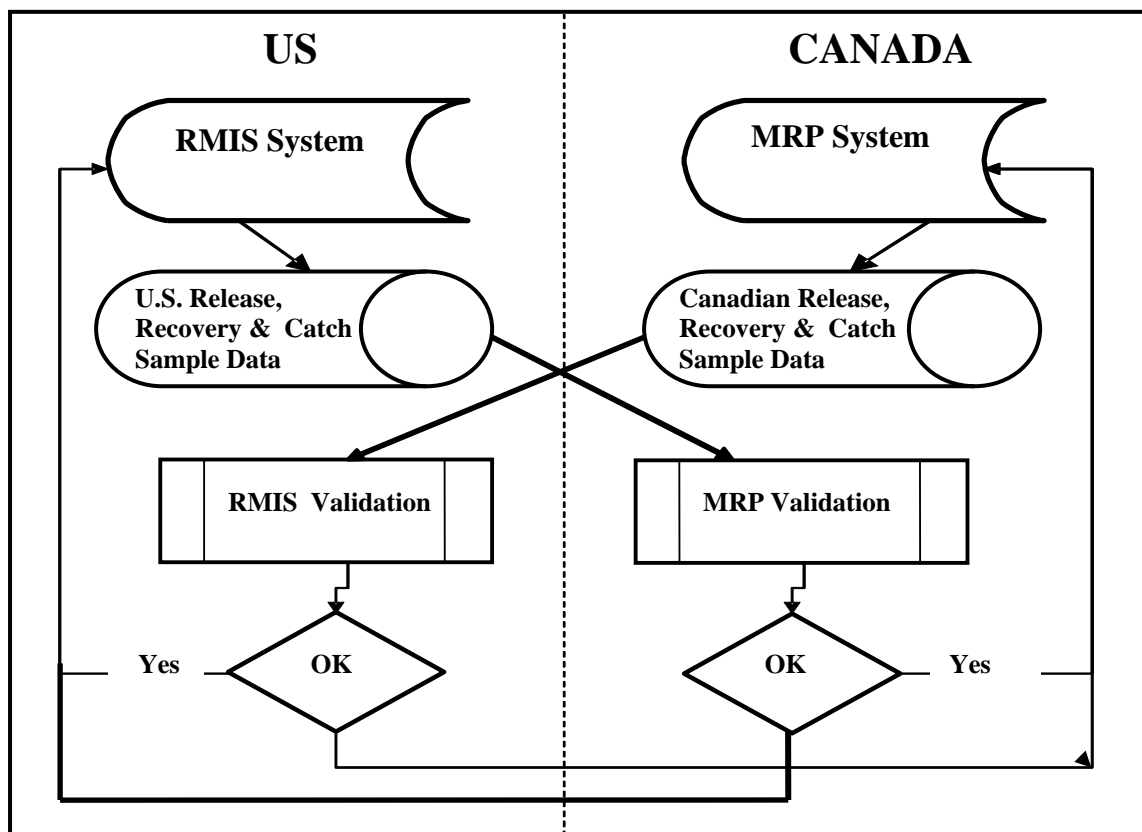 US
CANADA
RMIS System
MRP System
U.S. Release,
Recovery & Catch
Sample Data
Canadian Release,
Recovery & Catch
Sample Data
RMIS Validation
MRP Validation
Yes
OK
OK
Yes